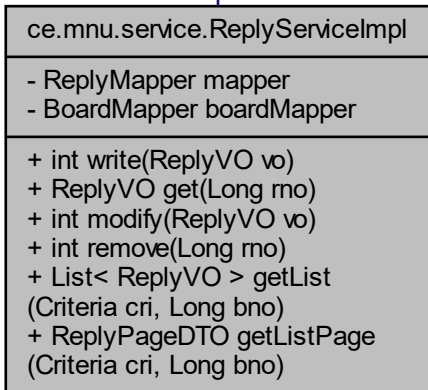 ce.mnu.service.ReplyServiceImpl
- ReplyMapper mapper
- BoardMapper boardMapper
+ int write(ReplyVO vo)
+ ReplyVO get(Long rno)
+ int modify(ReplyVO vo)
+ int remove(Long rno)
+ List< ReplyVO > getList
(Criteria cri, Long bno)
+ ReplyPageDTO getListPage
(Criteria cri, Long bno)